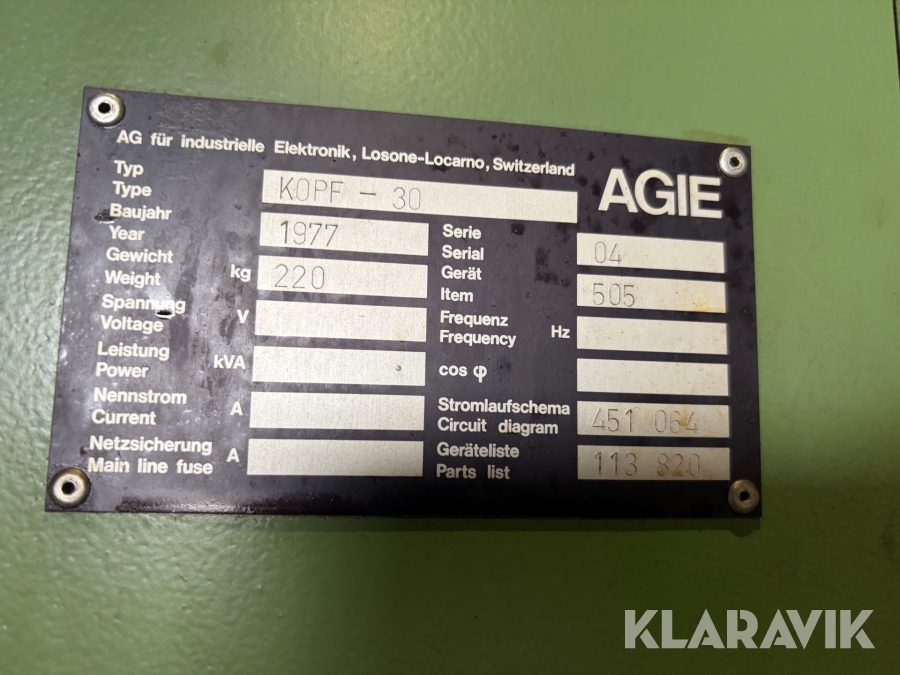 AG für industrielle Elektronik, Losone-Locarno, Switzerland
AGIE
Typ
Type KOPF - 30
Baujahr
Year 1977
Gewicht
Weight kg 220
Spannung
Voltage V
Leistung
Power kVA
Nennstrom
Current A
Netzsicherung
Main line fuse A
Serie
Serial 04
Gerät
Item 505
Frequenz
Frequency Hz
cos φ
Stromlaufschema
Circuit diagram 451 064
Geräteliste
Parts list 113 820
KLARAVIK